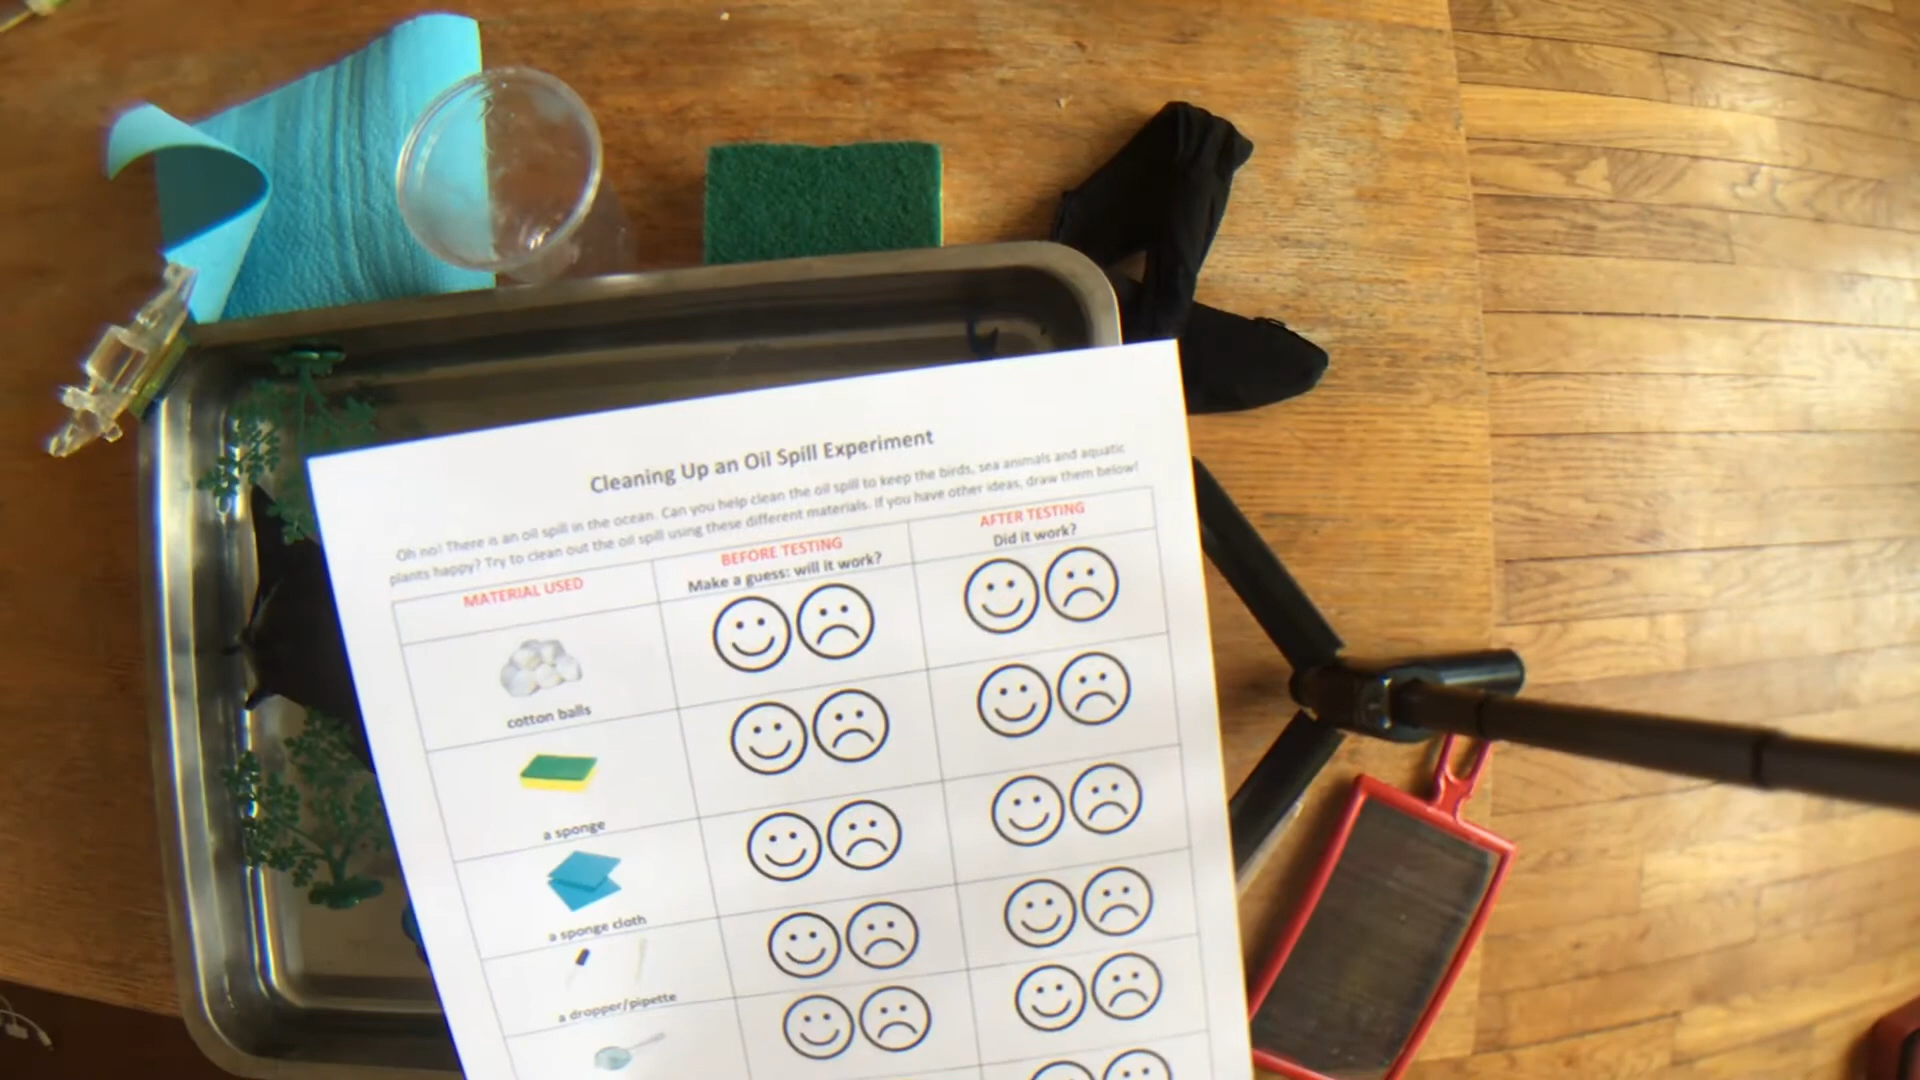 Cleaning Up an Oil Spill Experiment
Oh no! There is an oil spill in the ocean. Can you help clean the oil spill to keep the birds, sea animals and aquatic
plants happy? Try to clean out the oil spill using these different materials. If you have other ideas, draw them below!
MATERIAL USED
BEFORE TESTING
Make a guess: will it work?
AFTER TESTING
Did it work?
cotton balls
a sponge
a sponge cloth
a dropper/pipette